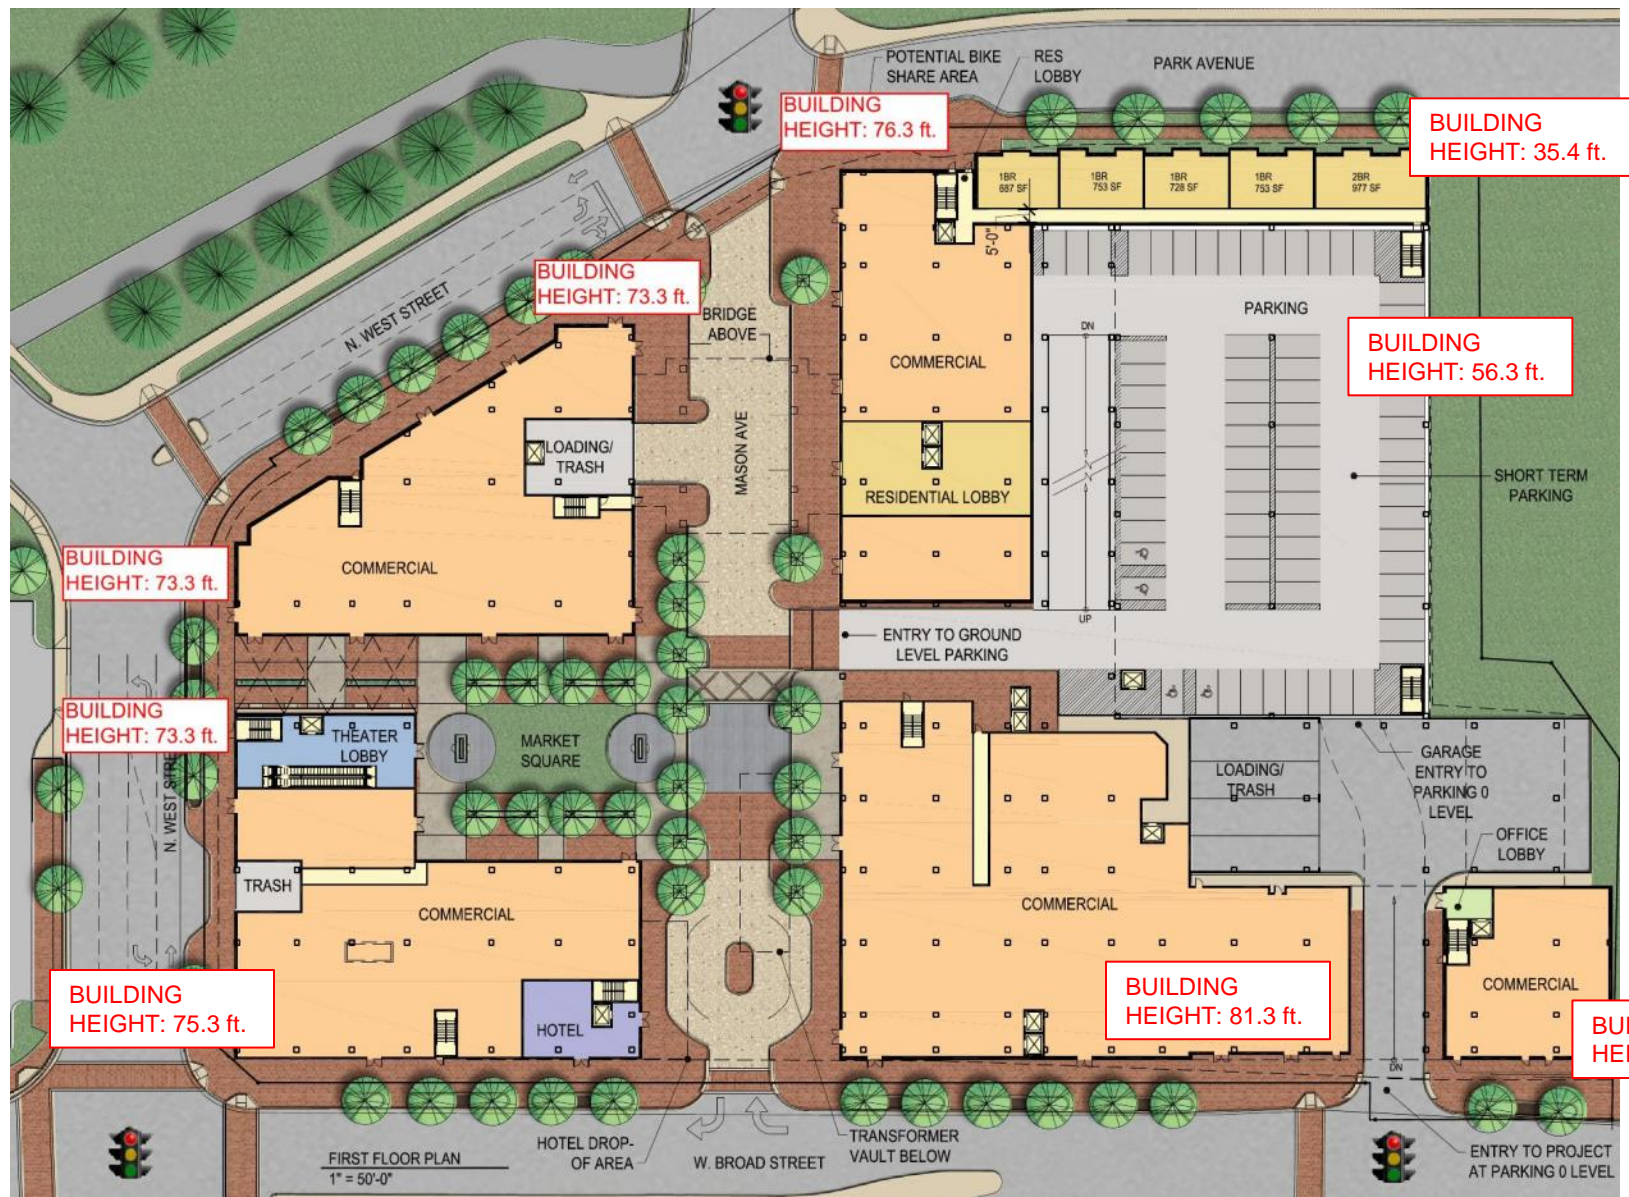 POTENTIAL BIKE
SHARE AREA
RES
LOBBY
PARK AVENUE
BUILDING
HEIGHT: 76.3 ft.
BUILDING
HEIGHT: 35.4 ft.
1BR
687 SF
1BR
753 SF
1BR
728 SF
1BR
753 SF
2BR
977 SF
5'-0"
BUILDING
HEIGHT: 73.3 ft.
N. WEST STREET
BRIDGE
ABOVE
PARKING
DN
BUILDING
HEIGHT: 56.3 ft.
COMMERCIAL
MASON AVE
LOADING/
TRASH
RESIDENTIAL LOBBY
SHORT TERM
PARKING
BUILDING
HEIGHT: 73.3 ft.
COMMERCIAL
UP
ENTRY TO GROUND
LEVEL PARKING
BUILDING
HEIGHT: 73.3 ft.
THEATER
LOBBY
MARKET
SQUARE
N. WEST STREE
LOADING/
TRASH
GARAGE
ENTRY TO
PARKING 0
LEVEL
OFFICE
LOBBY
TRASH
COMMERCIAL
COMMERCIAL
COMMERCIAL
BUILDING
HEIGHT: 75.3 ft.
BUILDING
HEIGHT: 81.3 ft.
HOTEL
BUI
HEI
DN
FIRST FLOOR PLAN
1" = 50'-0"
HOTEL DROP-
OF AREA
W. BROAD STREET
TRANSFORMER
VAULT BELOW
ENTRY TO PROJECT
AT PARKING 0 LEVEL